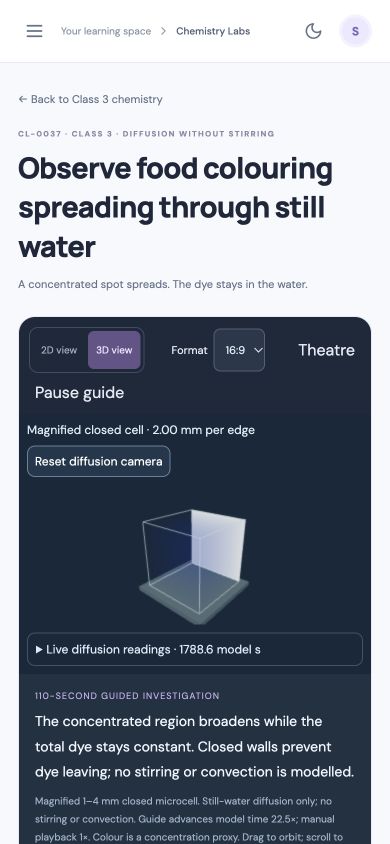 Your learning space > Chemistry Labs
S
← Back to Class 3 chemistry
CL-0037 · CLASS 3 · DIFFUSION WITHOUT STIRRING
Observe food colouring
spreading through still
water
A concentrated spot spreads. The dye stays in the water.
2D view 3D view Format 16:9 Theatre
Pause guide
Magnified closed cell · 2.00 mm per edge
Reset diffusion camera
▶ Live diffusion readings · 1788.6 model s
110-SECOND GUIDED INVESTIGATION
The concentrated region broadens while the
total dye stays constant. Closed walls prevent
dye leaving; no stirring or convection is modelled.
Magnified 1–4 mm closed microcell. Still-water diffusion only; no
stirring or convection. Guide advances model time 22.5×; manual
playback 1×. Colour is a concentration proxy. Drag to orbit; scroll to